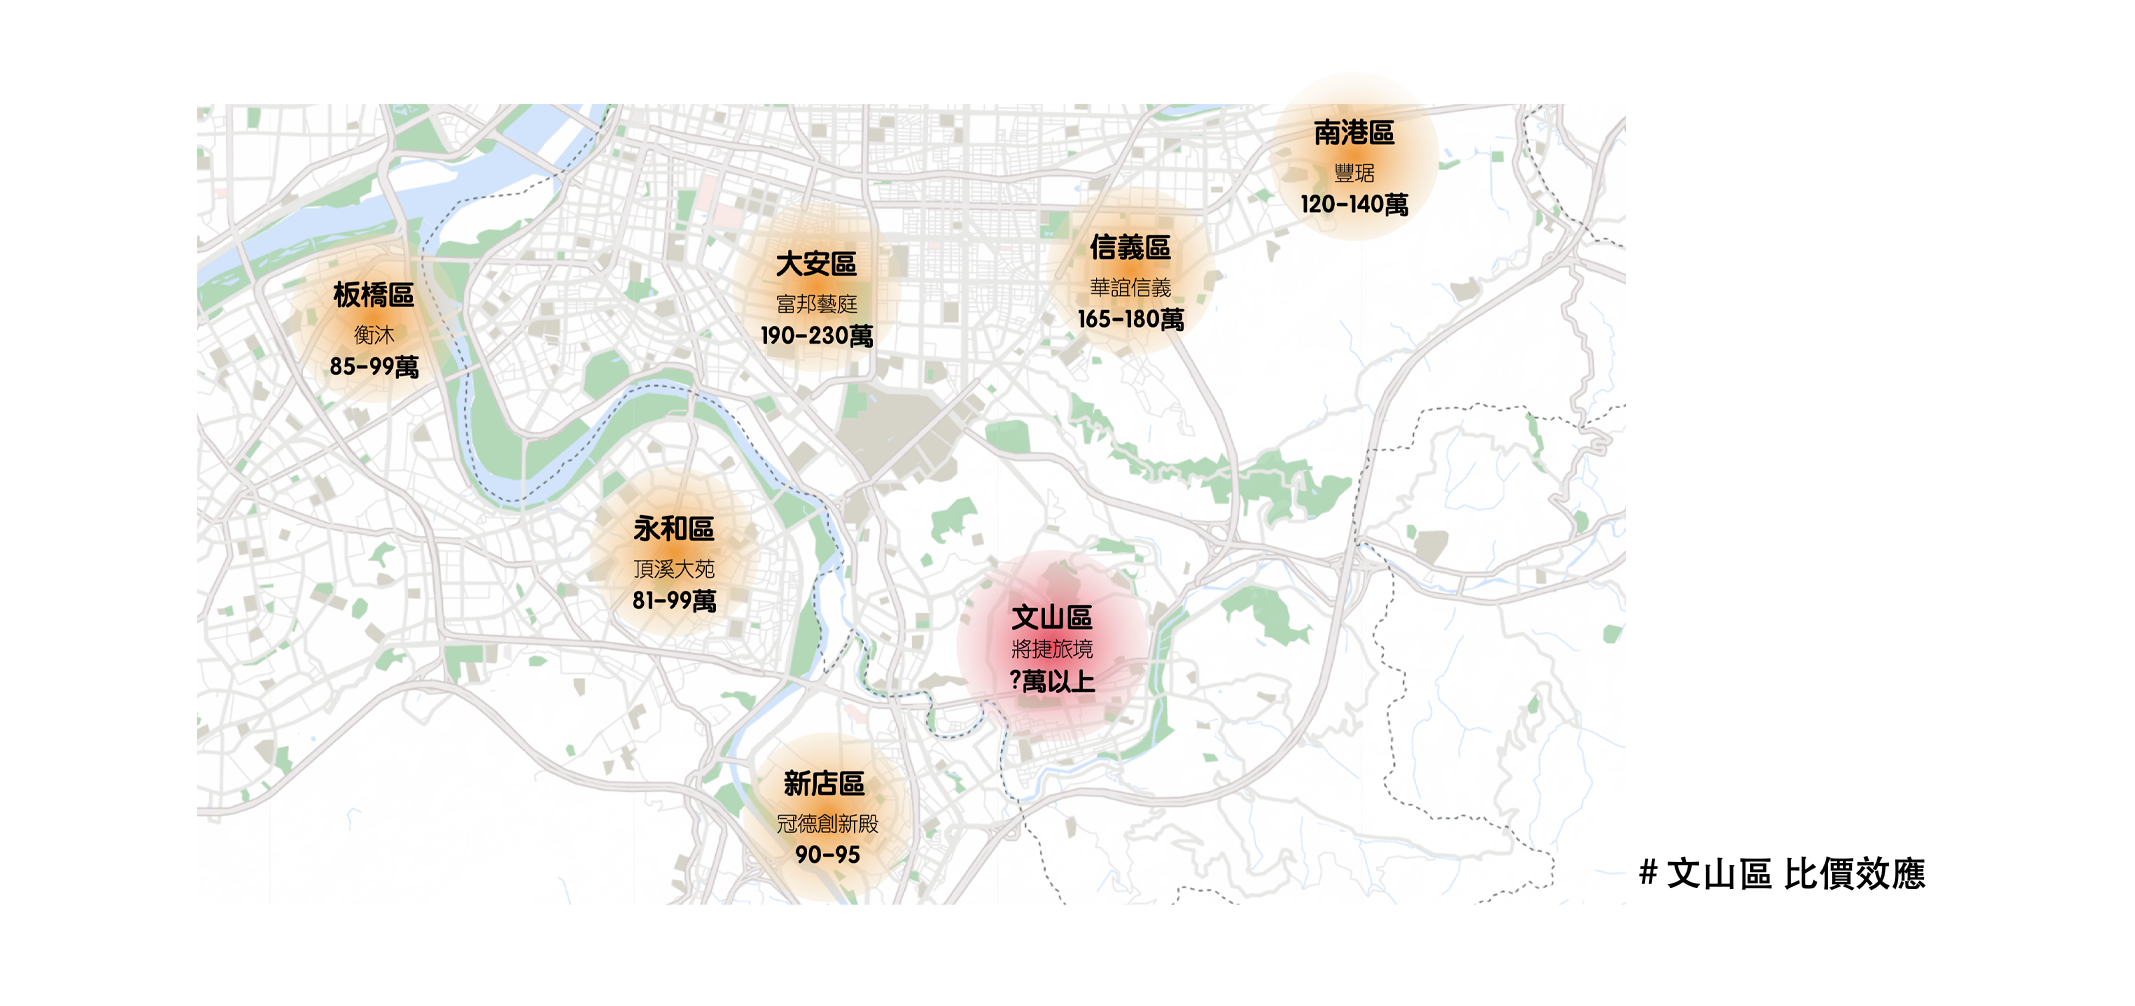 南港區
豐琚
120-140萬
信義區
華誼信義
165-180萬
大安區
富邦藝庭
190-230萬
板橋區
衡沐
85-99萬
永和區
頂溪大苑
81-99萬
文山區
將捷旅境
?萬以上
新店區
冠德創新殿
90-95
# 文山區 比價效應